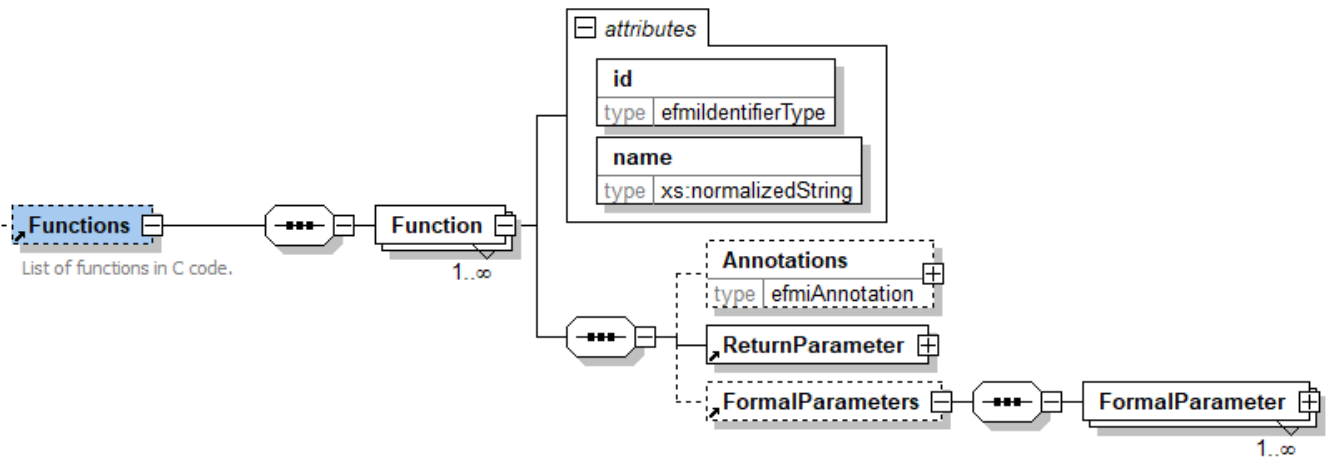 attributes
id
type efmiIdentifierType
name
type xs:normalizedString
Functions
Function
List of functions in C code.
1..∞
Annotations
type efmiAnnotation
ReturnParameter
FormalParameters
FormalParameter
1..∞